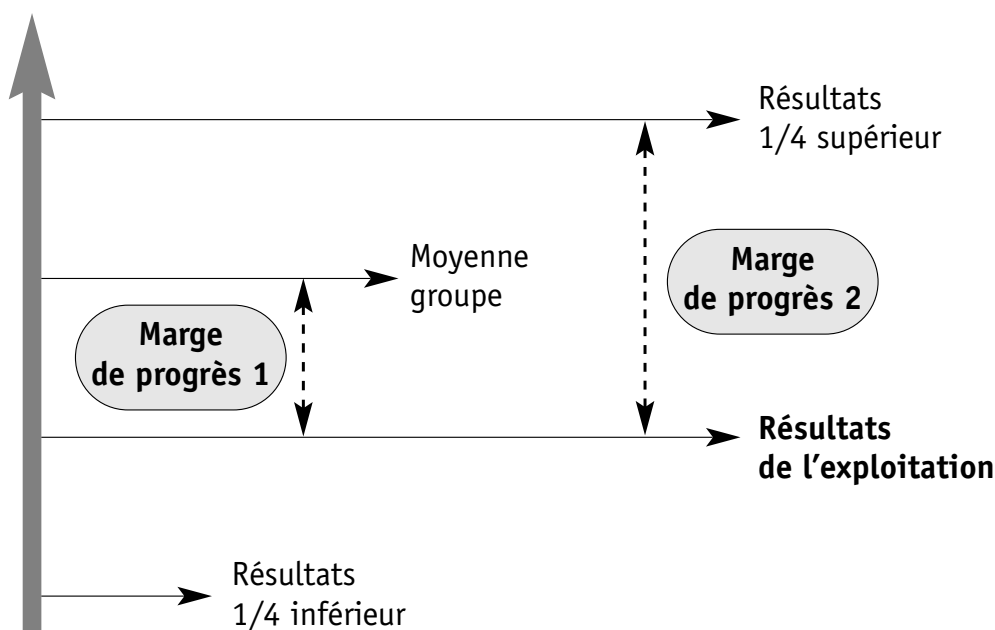 Résultats
1/4 supérieur
Moyenne
groupe
Marge
de progrès 2
Marge
de progrès 1
Résultats
de l’exploitation
Résultats
1/4 inférieur